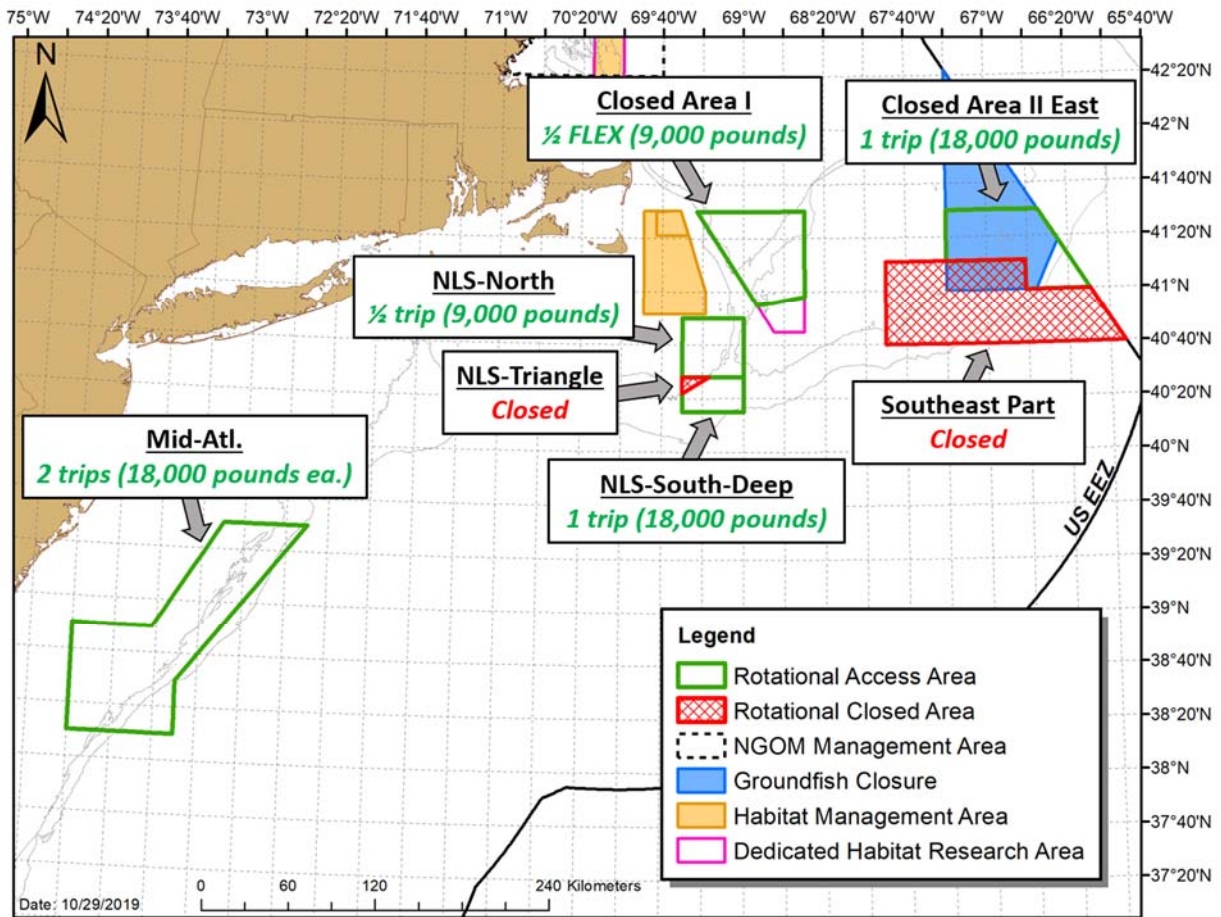 75°W 74°20'W 73°40'W 73°W 72°20'W 71°40'W 71°W 70°20'W 69°40'W 69°W 68°20'W 67°40'W 67°W 66°20'W 65°40'W
N
42°20'N
42°N
41°40'N
41°20'N
41°N
40°40'N
40°20'N
40°N
39°40'N
39°20'N
39°N
38°40'N
38°20'N
38°N
37°40'N
37°20'N
Closed Area I
½ FLEX (9,000 pounds)
Closed Area II East
1 trip (18,000 pounds)
NLS-North
½ trip (9,000 pounds)
NLS-Triangle
Closed
Southeast Part
Closed
Mid-Atl.
2 trips (18,000 pounds ea.)
NLS-South-Deep
1 trip (18,000 pounds)
US EEZ
Legend
Rotational Access Area
Rotational Closed Area
NGOM Management Area
Groundfish Closure
Habitat Management Area
Dedicated Habitat Research Area
0 60 120 240 Kilometers
Date: 10/29/2019